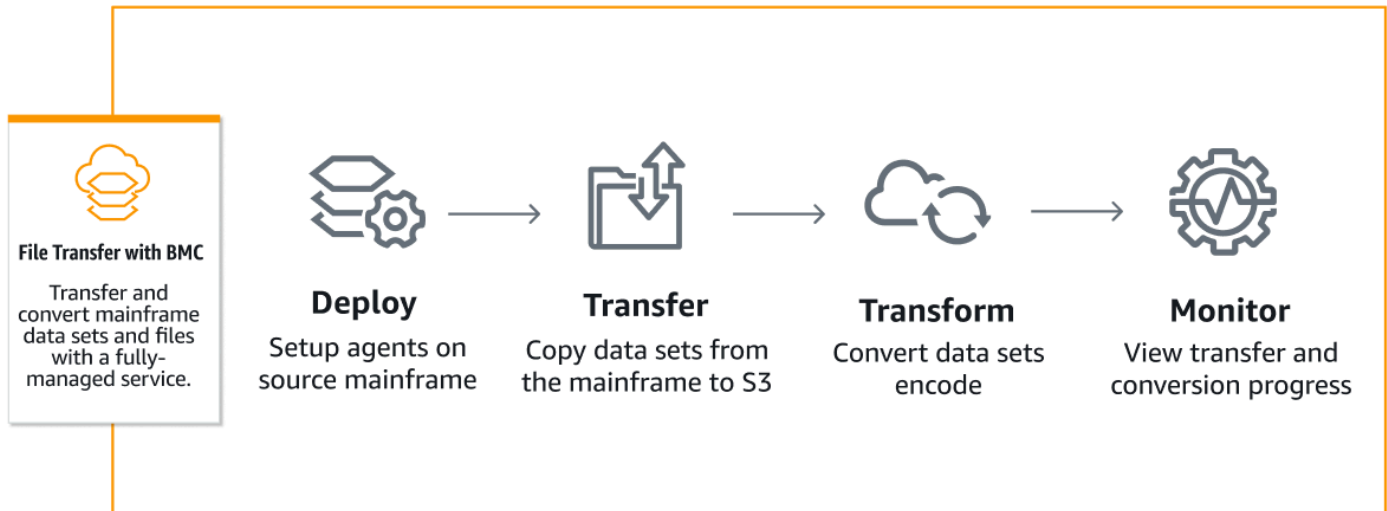 File Transfer with BMC
Transfer and
convert mainframe
data sets and files
with a fully-
managed service.
Deploy
Setup agents on
source mainframe
Transfer
Copy data sets from
the mainframe to S3
Transform
Convert data sets
encode
Monitor
View transfer and
conversion progress